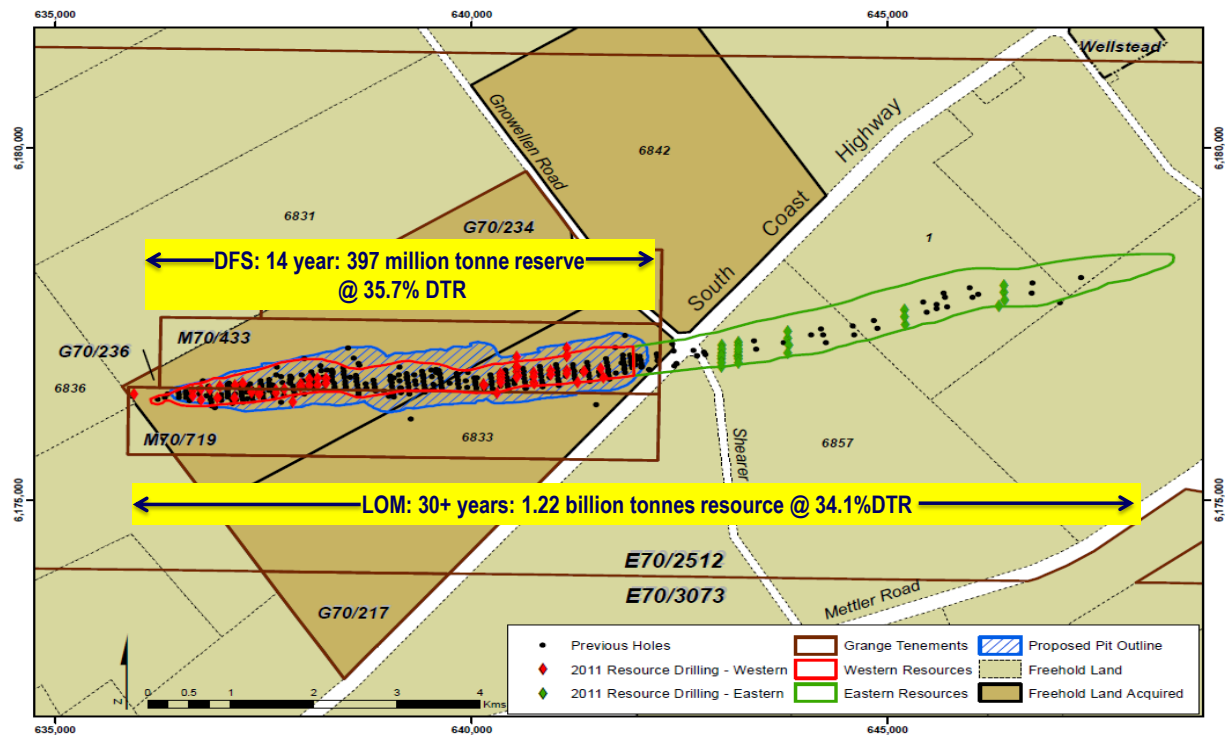 635,000
640,000
645,000
Wellstead
6,180,000
6,180,000
Gnowellen Road
6842
Highway
Coast
South
6831
G70/234
1
DFS: 14 year: 397 million tonne reserve
@ 35.7% DTR
M70/433
G70/236
6836
M70/719
6833
Shearer
6857
6,175,000
6,175,000
LOM: 30+ years: 1.22 billion tonnes resource @ 34.1%DTR
E70/2512
E70/3073
Mettler Road
G70/217
Previous Holes
Grange Tenements
Proposed Pit Outline
2011 Resource Drilling - Western
Western Resources
Freehold Land
2011 Resource Drilling - Eastern
Eastern Resources
Freehold Land Acquired
N
0 0.5 1 2 3 4
Kms
635,000
640,000
645,000